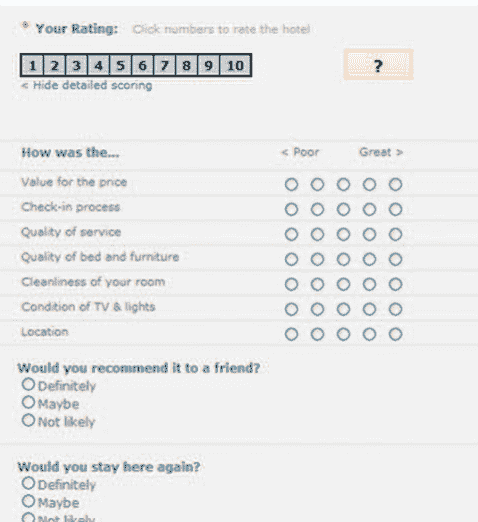 * Your Rating: Click numbers to rate the hotel
1 2 3 4 5 6 7 8 9 10 ?
< Hide detailed scoring
How was the... < Poor Great >
Value for the price
Check-in process
Quality of service
Quality of bed and furniture
Cleanliness of your room
Condition of TV & lights
Location
Would you recommend it to a friend?
Definitely
Maybe
Not likely
Would you stay here again?
Definitely
Maybe
Not likely